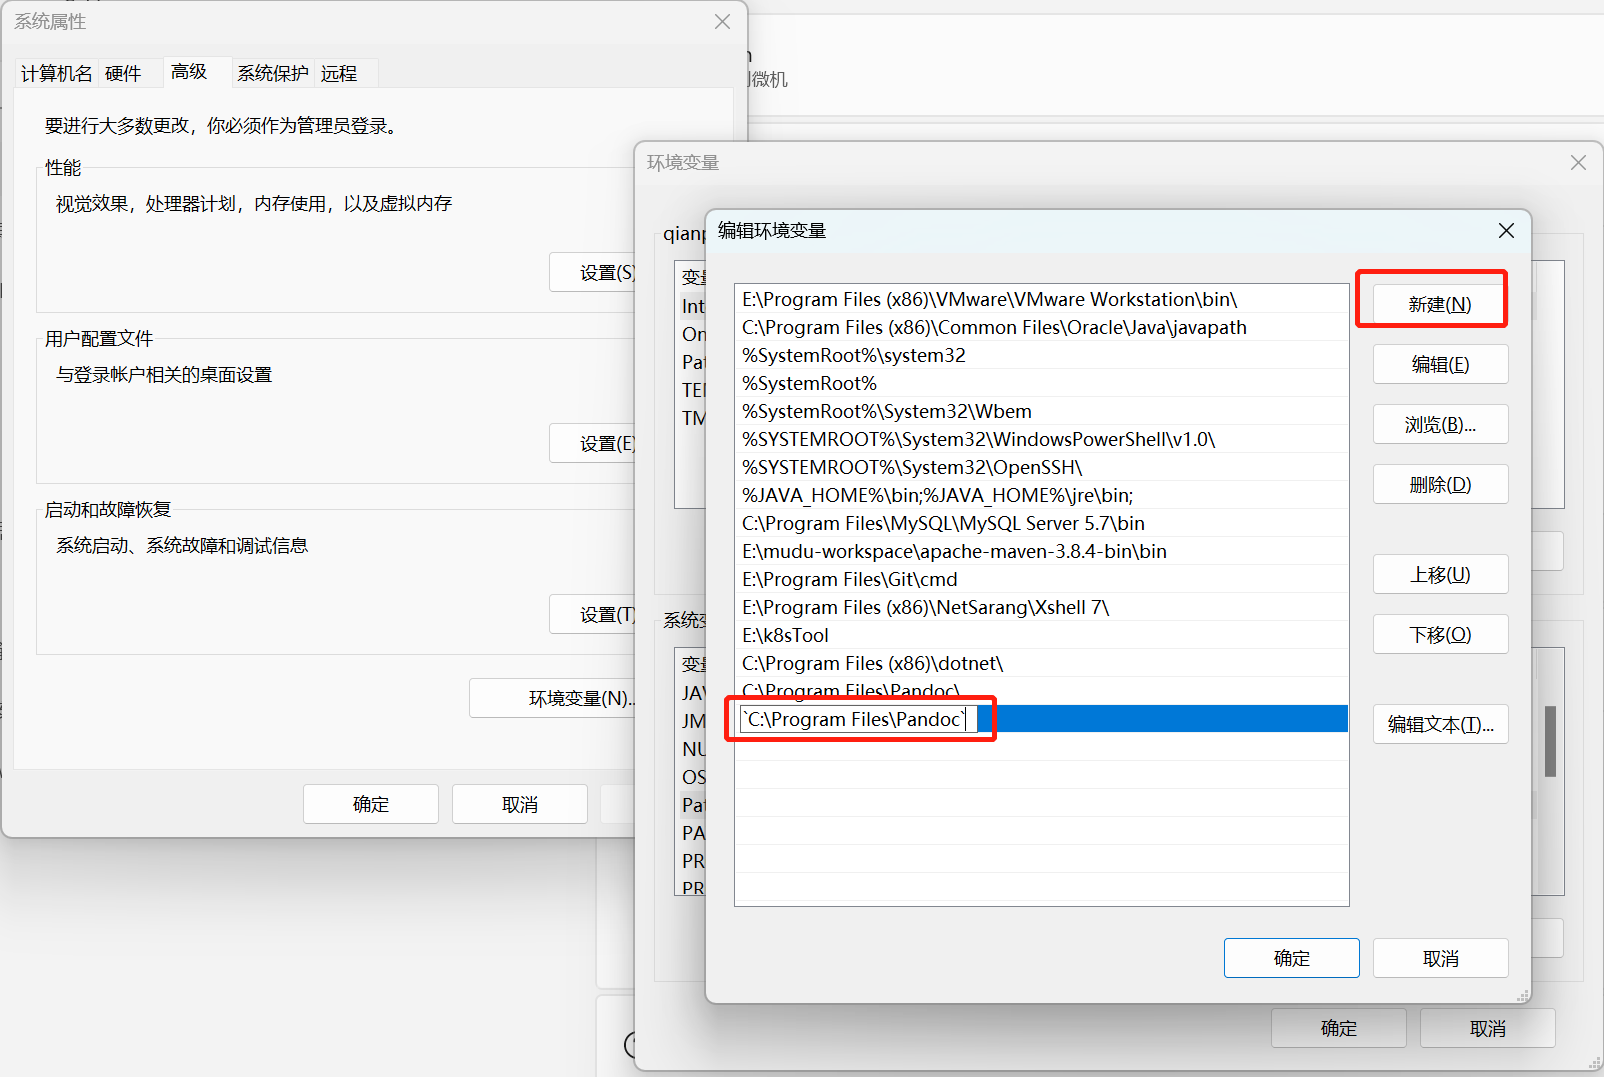 系统属性
计算机名
硬件
高级
系统保护
远程
要进行大多数更改，你必须作为管理员登录。
性能
视觉效果，处理器计划，内存使用，以及虚拟内存
设置(S)
用户配置文件
与登录帐户相关的桌面设置
设置(E)
启动和故障恢复
系统启动、系统故障和调试信息
设置(T)
环境变量(N)..
确定
取消
微机
环境变量
qianp
变量
Int
On
Pat
TEM
TM
系统变
变量
JAV
JM
NU
OS
Pat
PA
PR
PR
确定
取消
编辑环境变量
E:\Program Files (x86)\VMware\VMware Workstation\bin\
C:\Program Files (x86)\Common Files\Oracle\Java\javapath
%SystemRoot%\system32
%SystemRoot%
%SystemRoot%\System32\Wbem
%SYSTEMROOT%\System32\WindowsPowerShell\v1.0\
%SYSTEMROOT%\System32\OpenSSH\
%JAVA_HOME%\bin;%JAVA_HOME%\jre\bin;
C:\Program Files\MySQL\MySQL Server 5.7\bin
E:\mudu-workspace\apache-maven-3.8.4-bin\bin
E:\Program Files\Git\cmd
E:\Program Files (x86)\NetSarang\Xshell 7\
E:\k8sTool
C:\Program Files (x86)\dotnet\
C:\Program Files\Pandoc\
`C:\Program Files\Pandoc`
新建(N)
编辑(E)
浏览(B)...
删除(D)
上移(U)
下移(O)
编辑文本(T)...
确定
取消